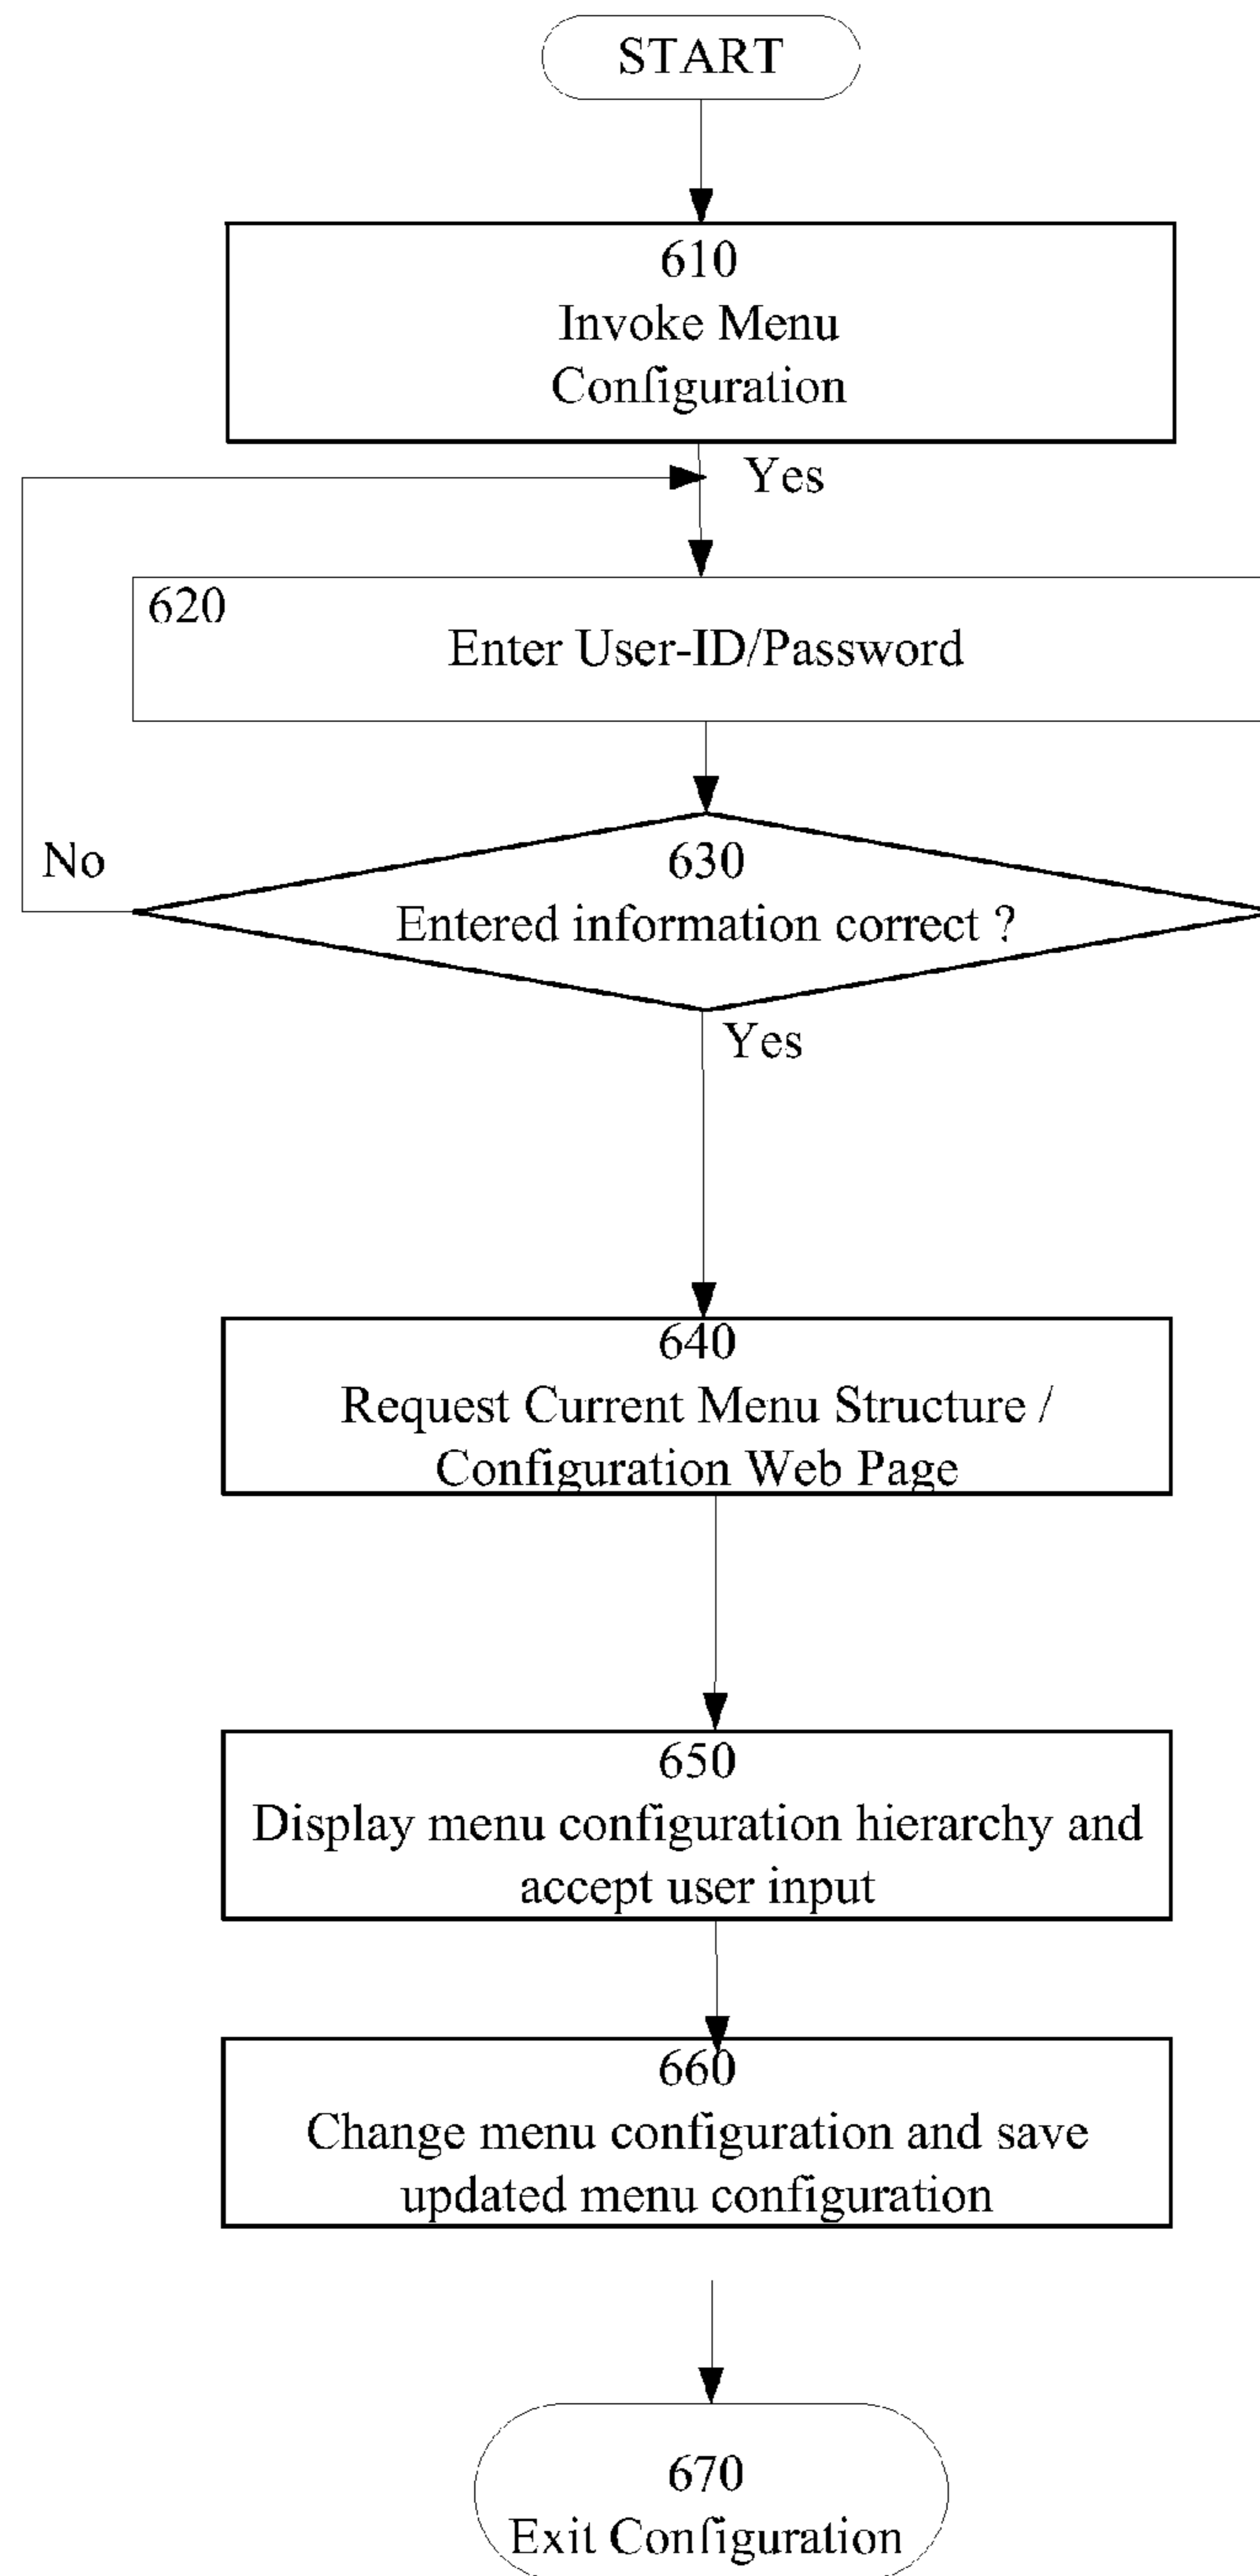 START
610
Invoke Menu
Configuration
Yes
620
Enter User-ID/Password
No
630
Entered information correct ?
Yes
640
Request Current Menu Structure /
Configuration Web Page
650
Display menu configuration hierarchy and
accept user input
660
Change menu configuration and save
updated menu configuration
670
Exit Configuration